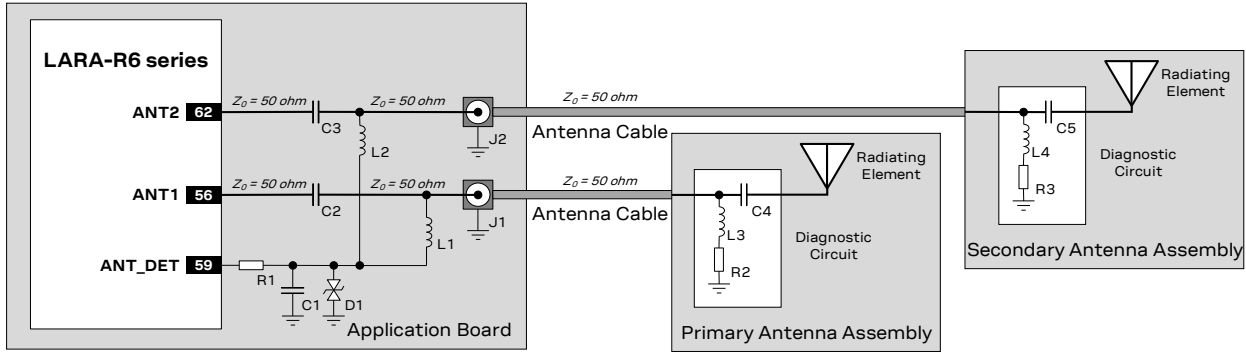 LARA-R6 series
ANT2 62
Z0 = 50 ohm
C3
Z0 = 50 ohm
J2
Z0 = 50 ohm
Antenna Cable
L2
ANT1 56
Z0 = 50 ohm
C2
Z0 = 50 ohm
J1
Z0 = 50 ohm
Antenna Cable
L1
ANT_DET 59
R1
C1
D1
Application Board
C4
Radiating
Element
L3
R2
Diagnostic
Circuit
Primary Antenna Assembly
C5
Radiating
Element
L4
R3
Diagnostic
Circuit
Secondary Antenna Assembly